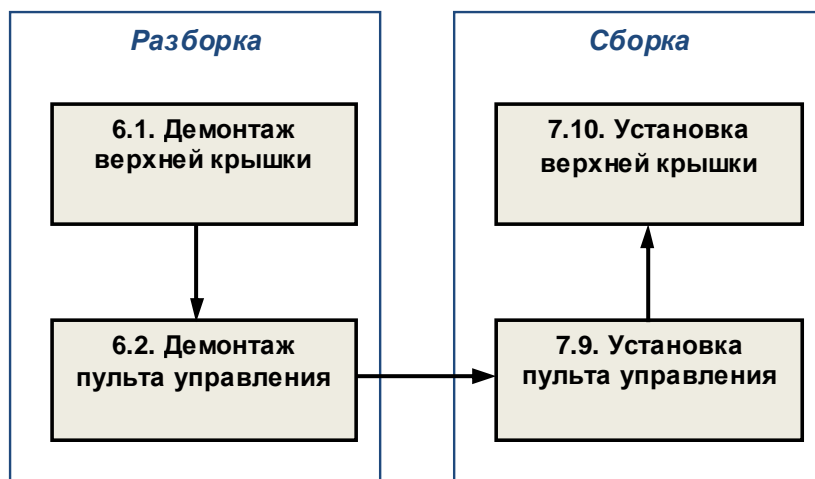 Разборка
6.1. Демонтаж
верхней крышки
6.2. Демонтаж
пульта управления
Сборка
7.10. Установка
верхней крышки
7.9. Установка
пульта управления